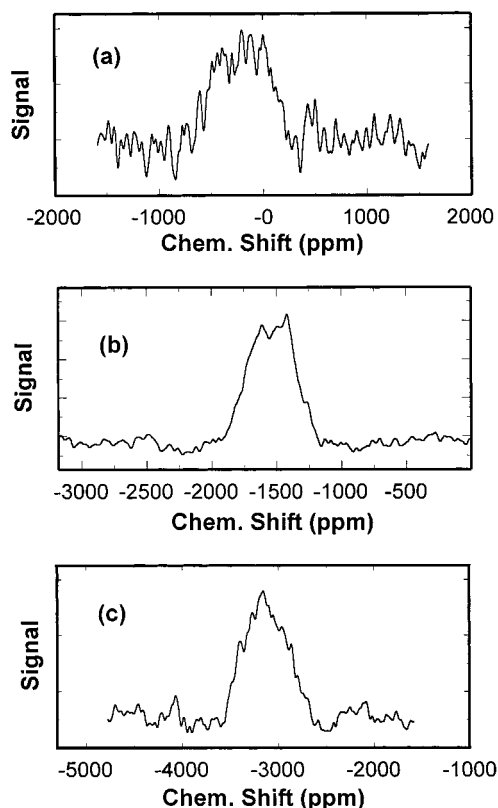 (a)
Signal
-2000 -1000 -0 1000 2000
Chem. Shift (ppm)
(b)
Signal
-3000 -2500 -2000 -1500 -1000 -500
Chem. Shift (ppm)
(c)
Signal
-5000 -4000 -3000 -2000 -1000
Chem. Shift (ppm)